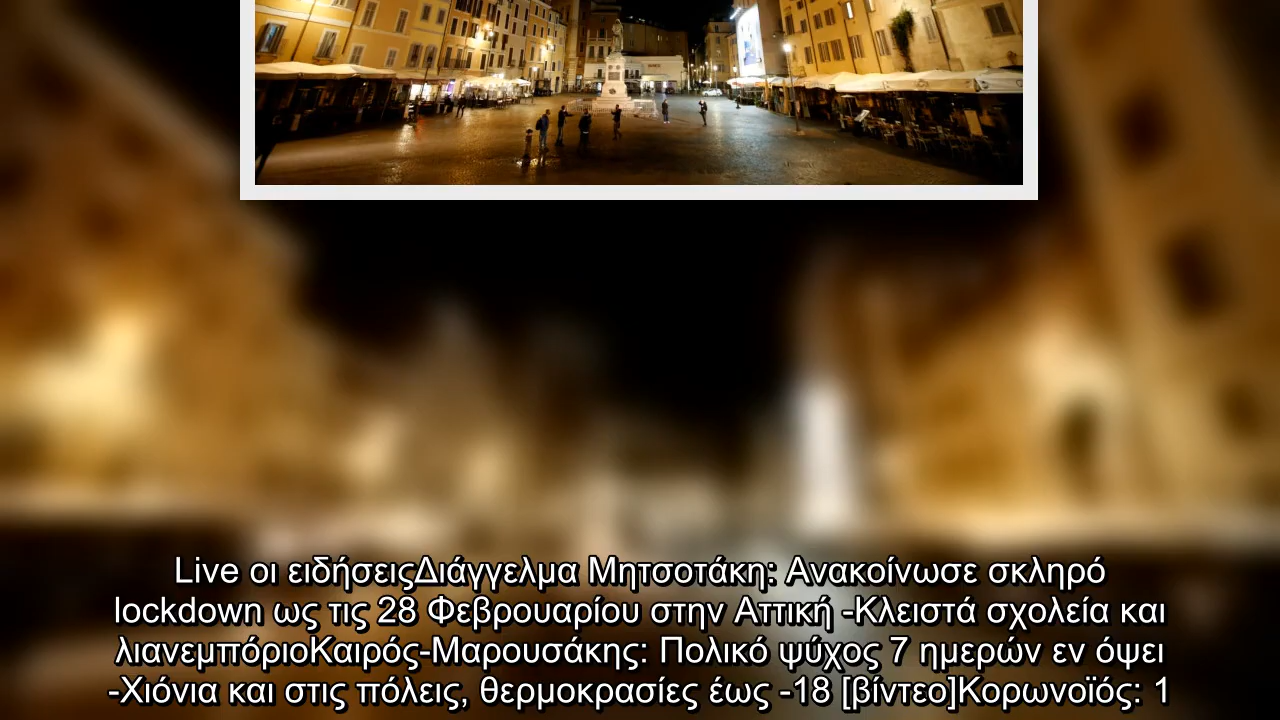 Live οι ειδήσειςΔιάγγελμα Μητσοτάκη: Ανακοίνωσε σκληρό
lockdown ως τις 28 Φεβρουαρίου στην Αττική -Κλειστά σχολεία και
λιανεμπόριοΚαιρός-Μαρουσάκης: Πολικό ψύχος 7 ημερών εν όψει
-Χιόνια και στις πόλεις, θερμοκρασίες έως -18 [βίντεο]Κορωνοϊός: 1